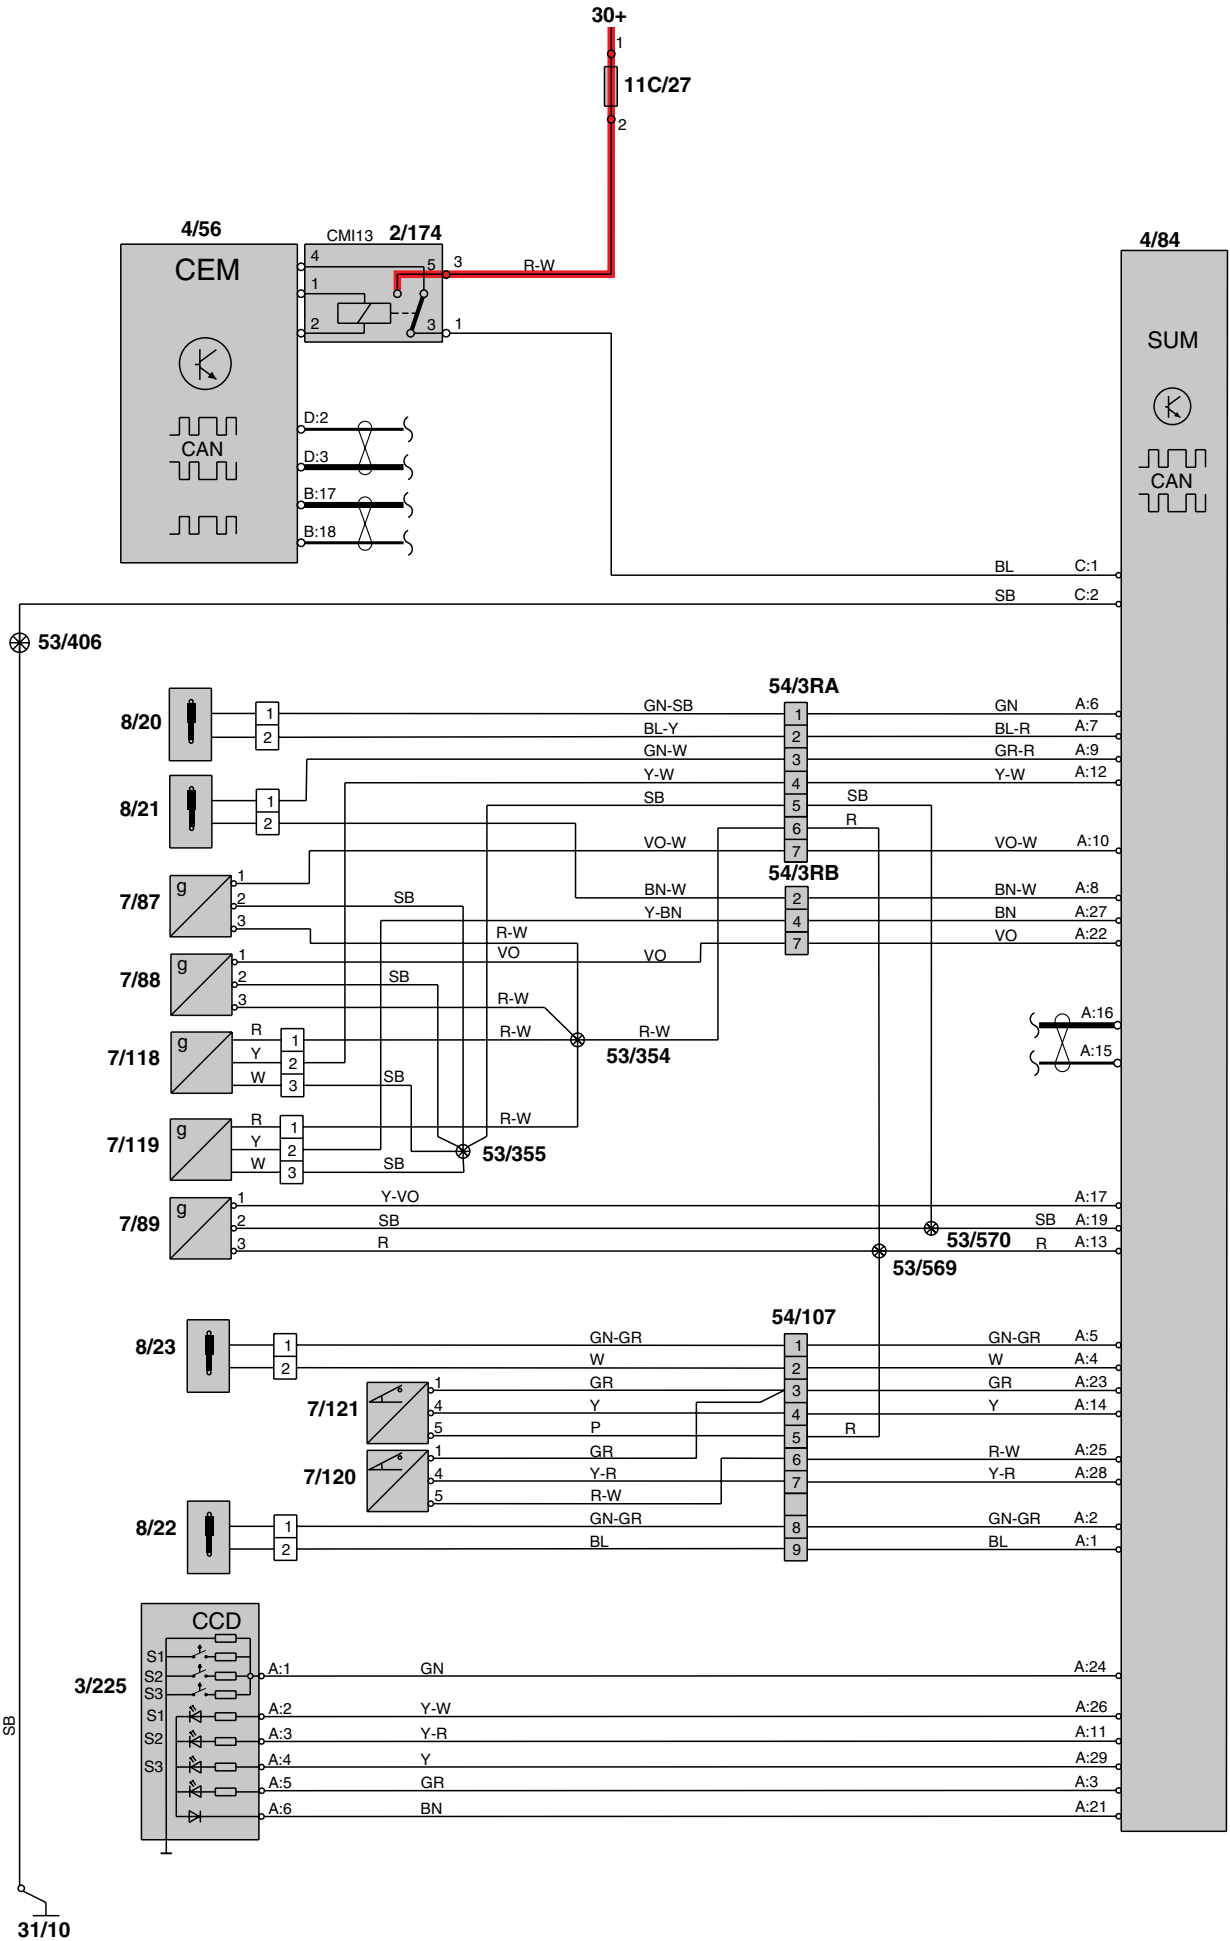 30+
1
11C/27
2
4/56
CMI13 2/174
4/84
CEM
4 5 3 R-W
1
2 3 1
SUM
D:2
CAN
D:3
CAN
B:17
B:18
BL C:1
SB C:2
53/406
54/3RA
8/20 1 GN-SB 1 GN A:6
2 BL-Y 2 BL-R A:7
GN-W 3 GR-R A:9
Y-W 4 Y-W A:12
8/21 1 SB 5 SB
2 6 R
VO-W 7 VO-W A:10
54/3RB
7/87 g 1
BN-W 2 BN-W A:8
2 SB
Y-BN 4 BN A:27
3 R-W
VO 7 VO A:22
7/88 g 1 VO VO
2 SB
3 R-W
A:16
7/118 g R 1 R-W R-W
53/354
Y 2
A:15
W 3 SB
7/119 g R 1 R-W
Y 2
53/355
W 3 SB
7/89 g 1 Y-VO A:17
2 SB SB A:19
53/570
3 R R A:13
53/569
54/107
8/23 1 GN-GR 1 GN-GR A:5
2 W 2 W A:4
7/121 1 GR 3 GR A:23
4 Y 4 Y A:14
5 P 5 R
7/120 1 GR 6 R-W A:25
4 Y-R 7 Y-R A:28
5 R-W
8/22 1 GN-GR 8 GN-GR A:2
2 BL 9 BL A:1
CCD
3/225
S1
S2 A:1 GN A:24
S3
S1 A:2 Y-W A:26
S2 A:3 Y-R A:11
S3 A:4 Y A:29
A:5 GR A:3
A:6 BN A:21
SB
31/10